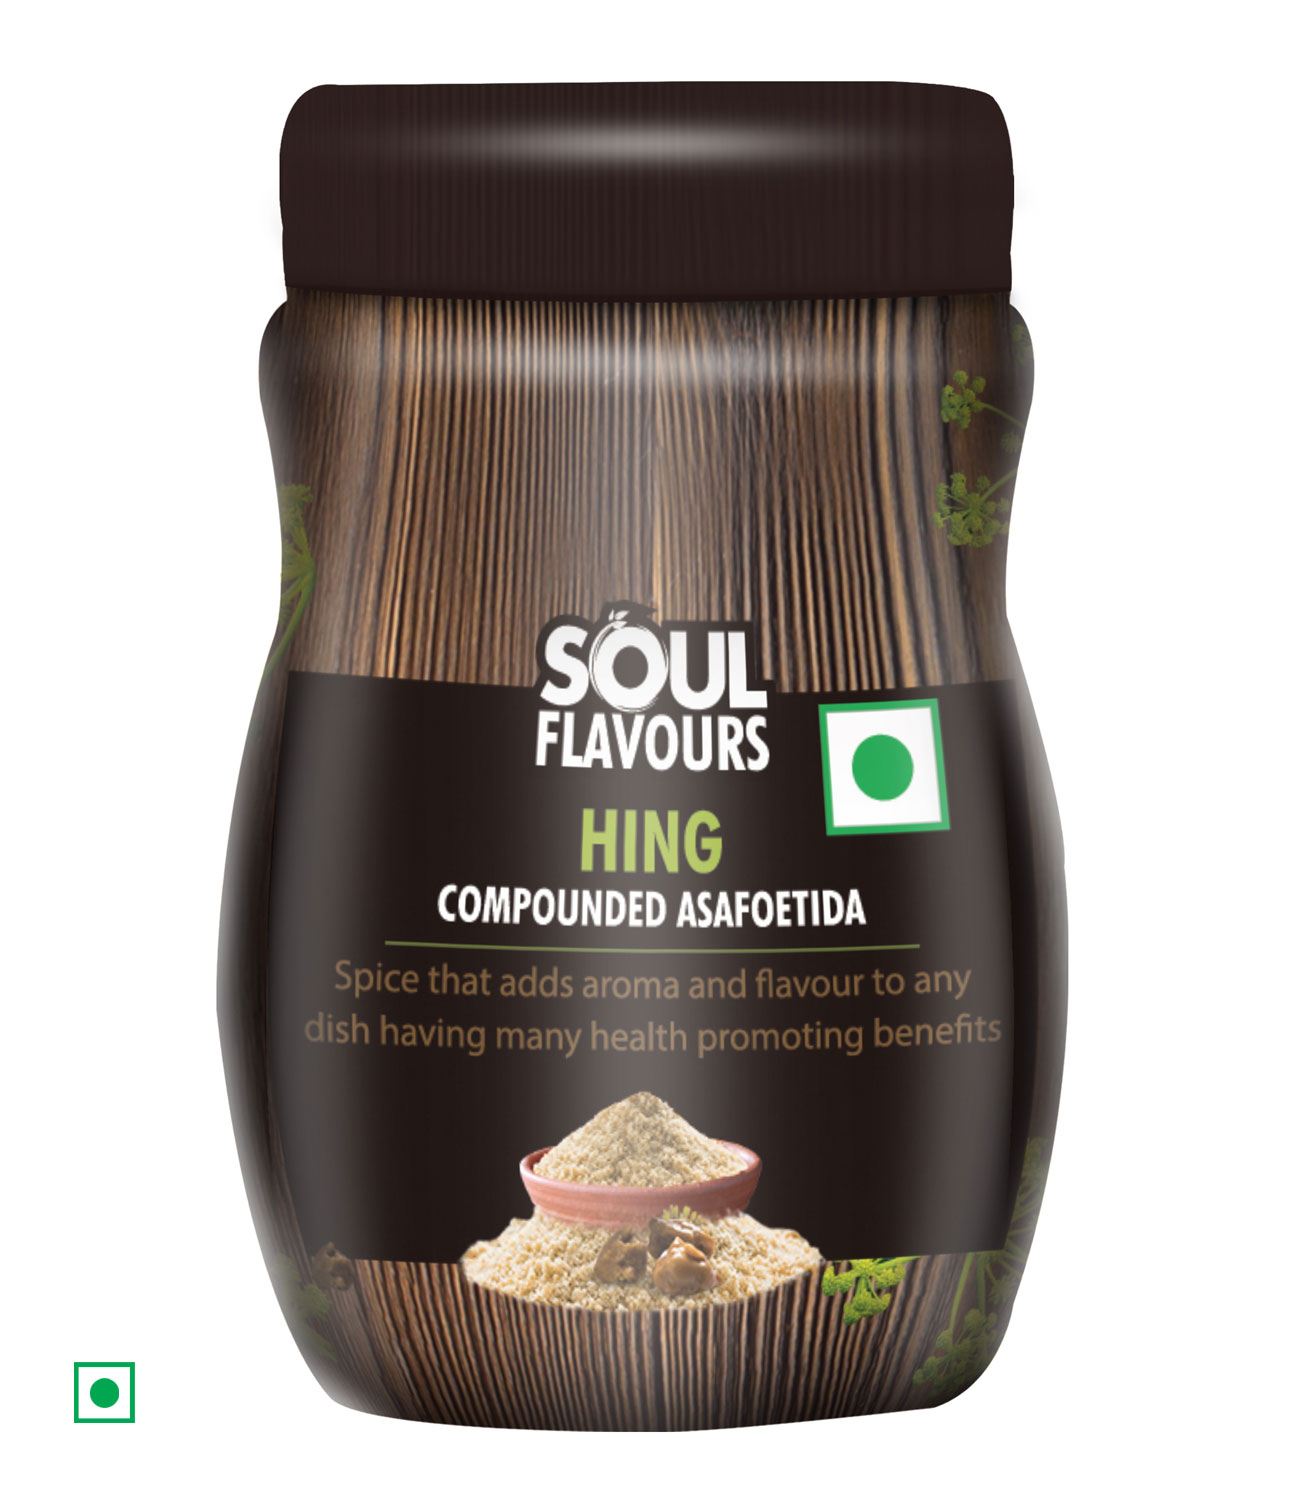 SOUL
FLAVOURS
HING
COMPOUNDED ASAFOETIDA
Spice that adds aroma and flavour to any
dish having many health promoting benefits